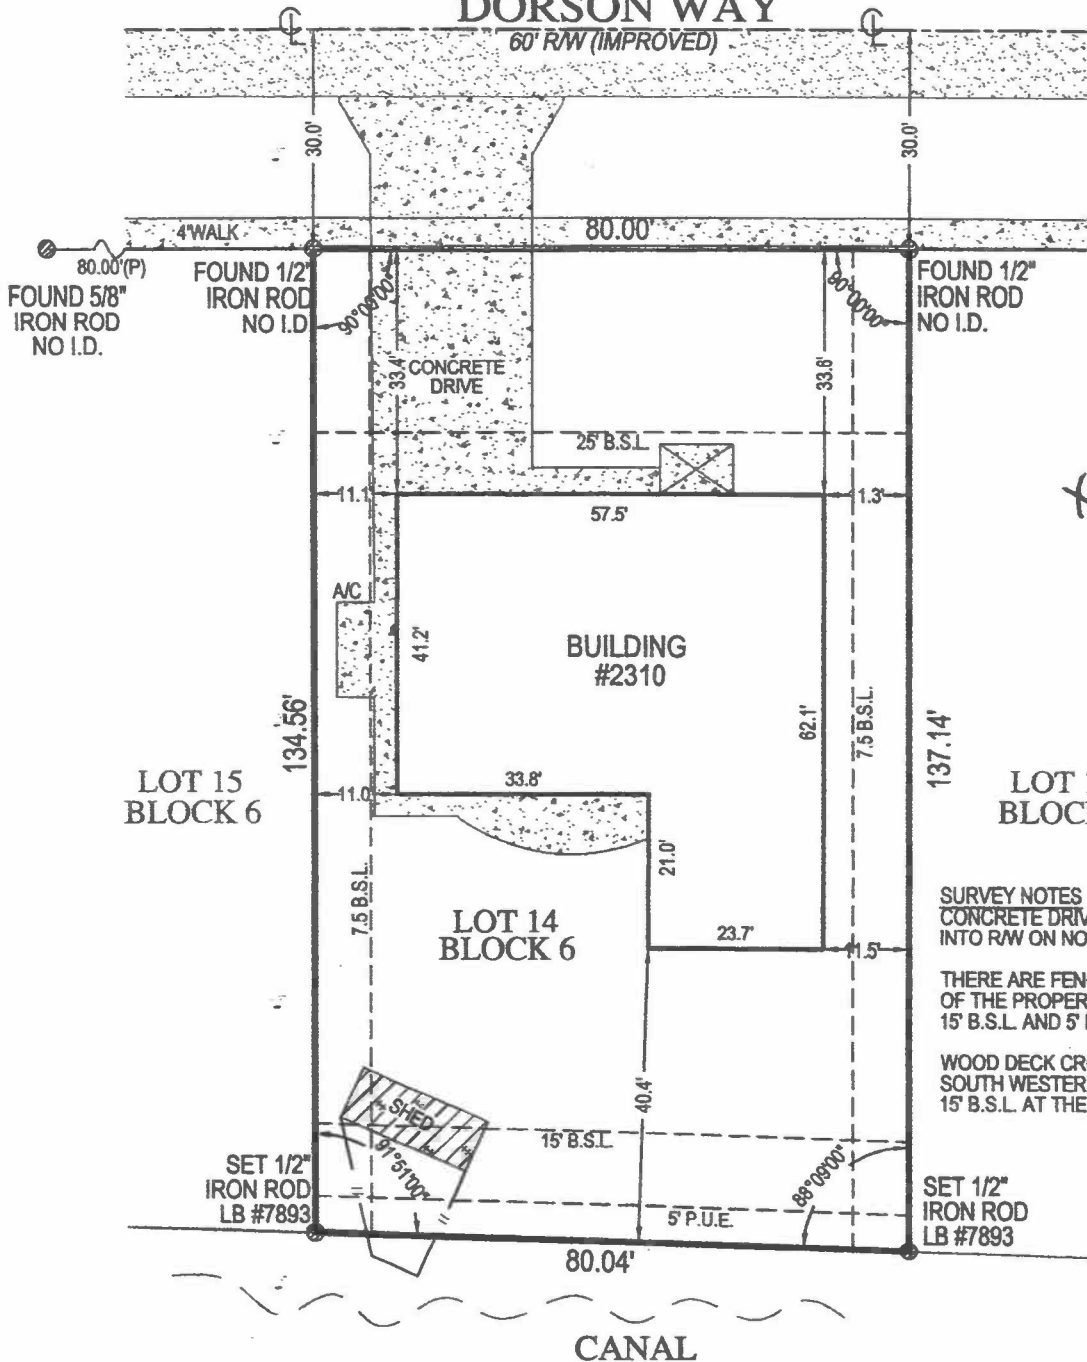 DORSON WAY
60' R/W (IMPROVED)
30.0'
30.0'
4'WALK
80.00'
80.00'(P)
FOUND 5/8"
IRON ROD
NO I.D.
FOUND 1/2"
IRON ROD
NO I.D
90°00'00"
90°00'00"
FOUND 1/2"
IRON ROD
NO I.D.
33.4'
CONCRETE
DRIVE
33.6'
25' B.S.L.
11.1'
57.5'
1.3'
A/C
41.2'
BUILDING
#2310
62.1'
7.5 B.S.L.
134.56'
137.14'
LOT 15
BLOCK 6
33.8'
11.0'
LOT
21.0'
7.5 B.S.L.
LOT 14
BLOCK 6
23.7'
1.5'
SURVEY NOTES
CONCRETE DRIV
INTO R/W ON NO
THERE ARE FEN
OF THE PROPER
15' B.S.L. AND 5'
WOOD DECK CR
SOUTH WESTER
15' B.S.L. AT THE
40.4'
SHED
15' B.S.L.
91°51'00"
88°09'00"
SET 1/2"
IRON ROD
LB #7893
5' P.U.E.
SET 1/2"
IRON ROD
LB #7893
80.04'
CANAL